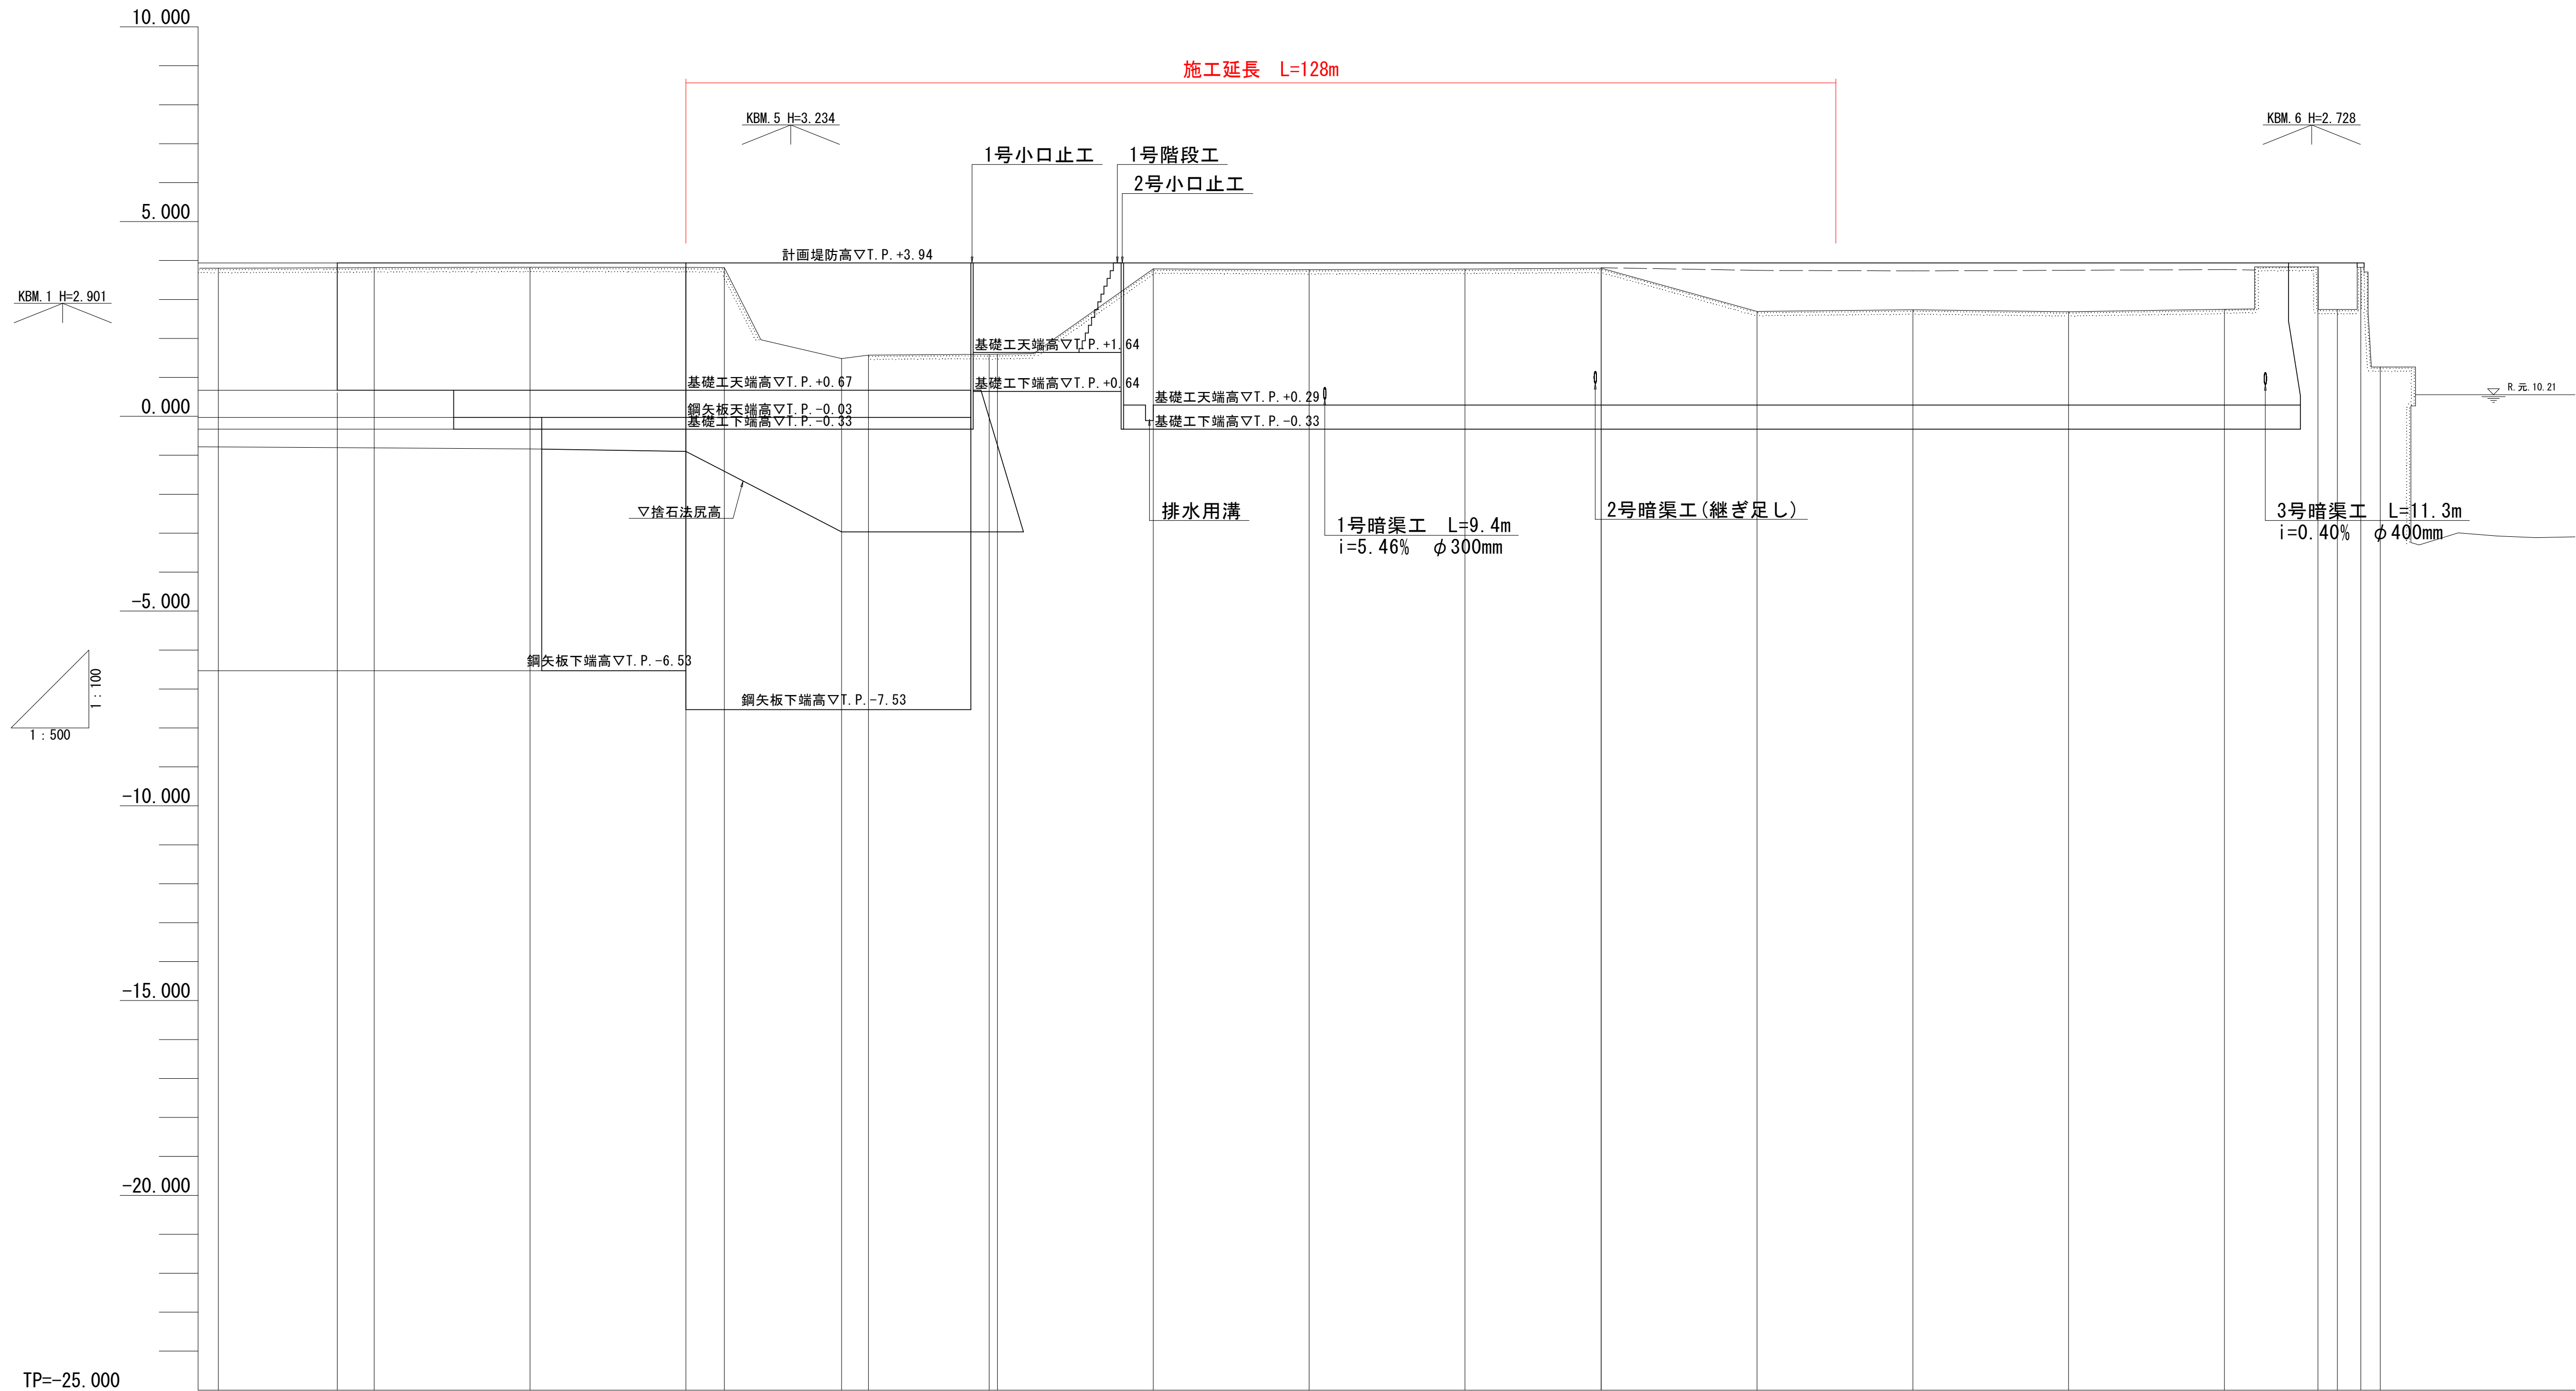 10.000
施工延長　L=128m
KBM.5 H=3.234
KBM.6 H=2.728
1号小口止工
1号階段工
2号小口止工
5.000
計画堤防高▽T.P.+3.94
KBM.1 H=2.901
基礎工天端高▽T.P.+1.64
基礎工天端高▽T.P.+0.67
基礎工下端高▽T.P.+0.64
R.元.10.21
基礎工天端高▽T.P.+0.29
0.000
鋼矢板天端高▽T.P.-0.03
基礎工下端高▽T.P.-0.33
基礎工下端高▽T.P.-0.33
▽捨石法尻高
排水用溝
1号暗渠工　L=9.4m
i=5.46%　φ300mm
2号暗渠工(継ぎ足し)
3号暗渠工　L=11.3m
i=0.40%　φ400mm
-5.000
鋼矢板下端高▽T.P.-6.53
鋼矢板下端高▽T.P.-7.53
1:100
1:500
-10.000
-15.000
-20.000
TP=-25.000